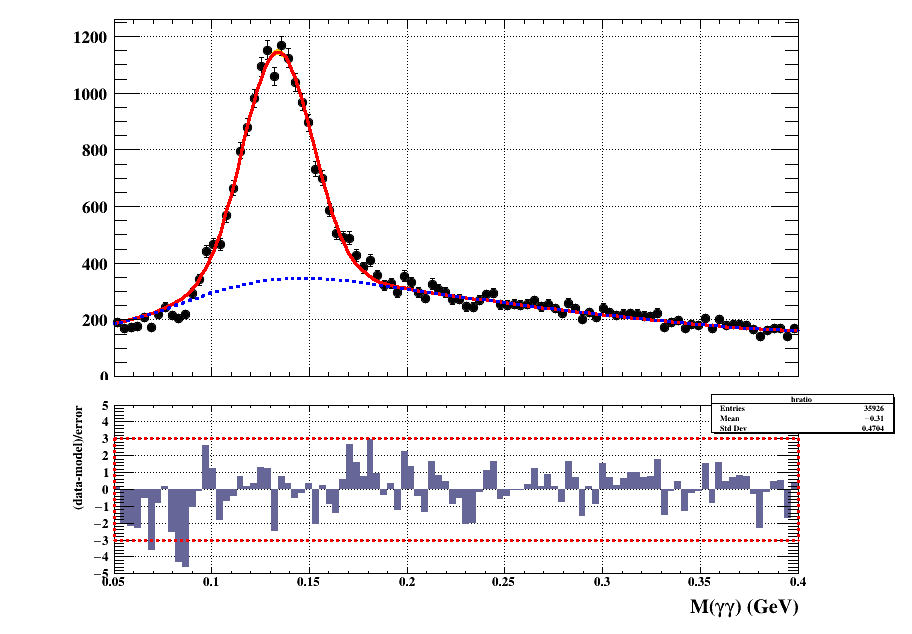 1200
1000
800
600
400
200
0
(data-model)/error
5
4
3
2
1
0
−1
−2
−3
−4
−5
hratio
Entries 35926
Mean −0.31
Std Dev 0.4704
0.05 0.1 0.15 0.2 0.25 0.3 0.35 0.4
M(γγ) (GeV)